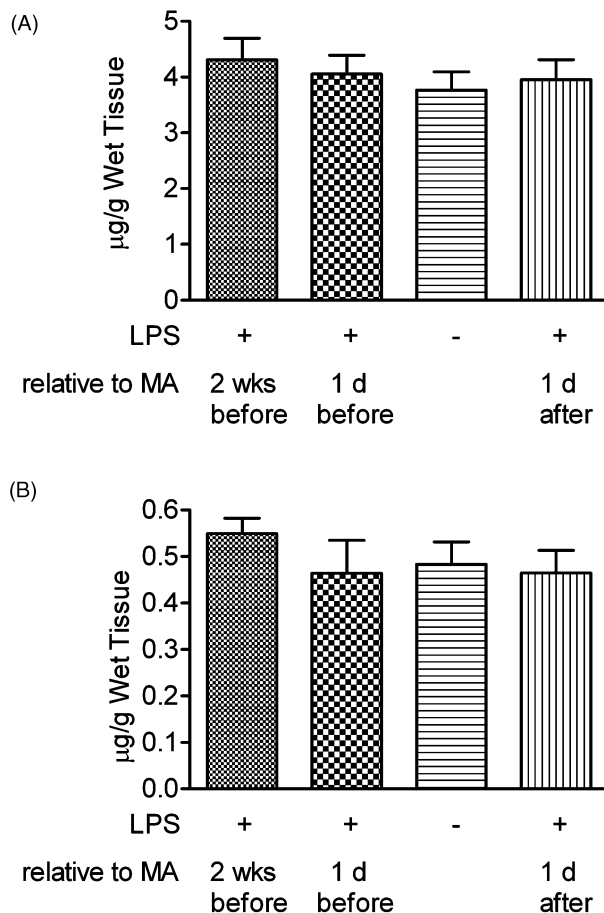 (A)
µg/g Wet Tissue
5
4
3
2
1
0
LPS + + - +
relative to MA 2 wks before 1 d before 1 d after
(B)
µg/g Wet Tissue
0.6
0.5
0.4
0.3
0.2
0.1
0.0
LPS + + - +
relative to MA 2 wks before 1 d before 1 d after